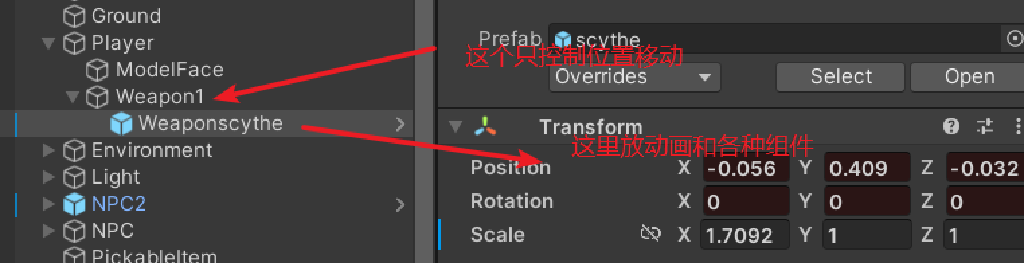 Ground
Player
ModelFace
Weapon1
Weaponscythe
Environment
Light
NPC2
NPC
PickableItem
Prefab scythe
这个只控制位置移动
Overrides Select Open
Transform
这里放动画和各种组件
Position X -0.056 Y 0.409 Z -0.032
Rotation X 0 Y 0 Z 0
Scale X 1.7092 Y 1 Z 1